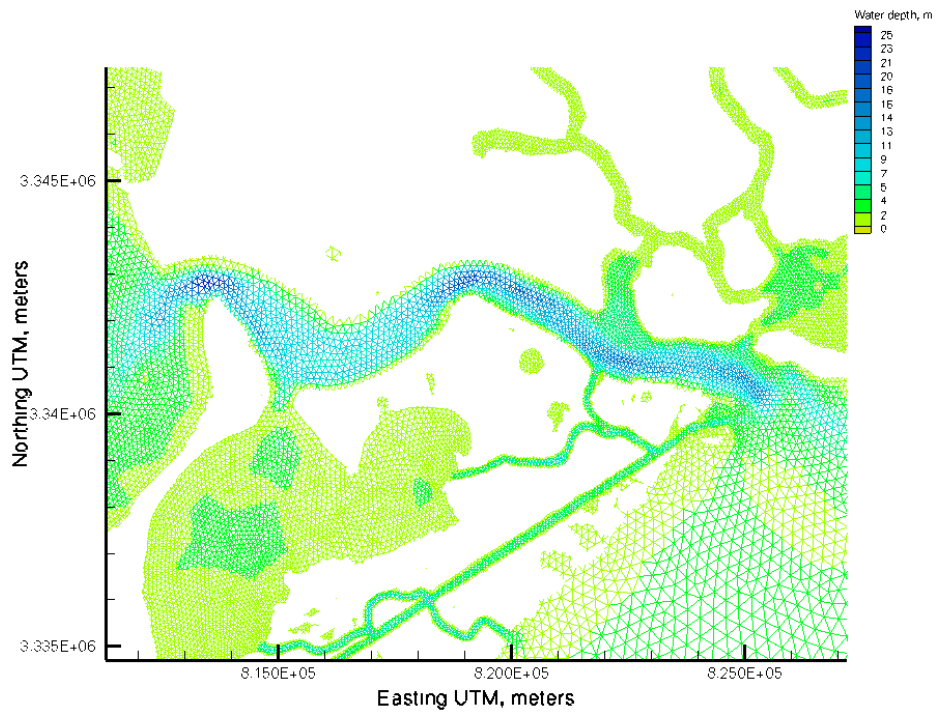 Water depth, m
25
23
21
20
18
16
14
13
11
9
7
5
4
2
0
3.345E+06
3.34E+06
3.335E+06
Northing UTM, meters
8.150E+05
8.200E+05
8.250E+05
Easting UTM, meters